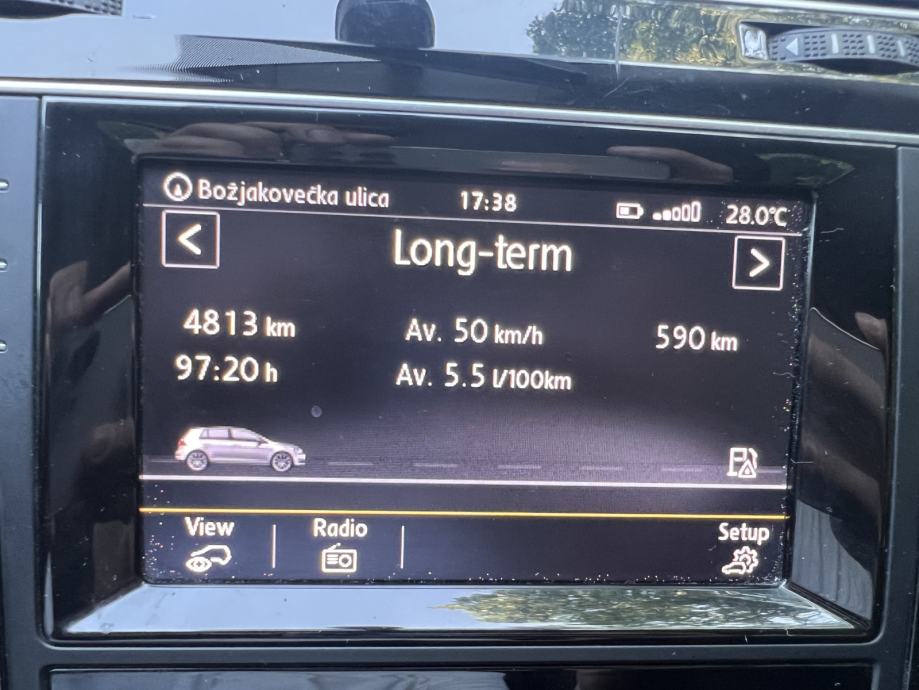 Božjakovečka ulica 17:38 28.0°C
< Long-term >
4813 km Av. 50 km/h 590 km
97:20 h Av. 5.5 l/100km
View Radio Setup